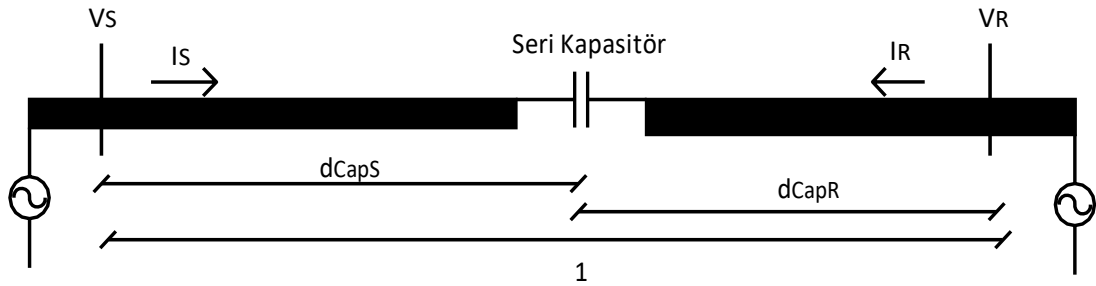 VS
VR
Seri Kapasitör
IS
IR
dCapS
dCapR
1